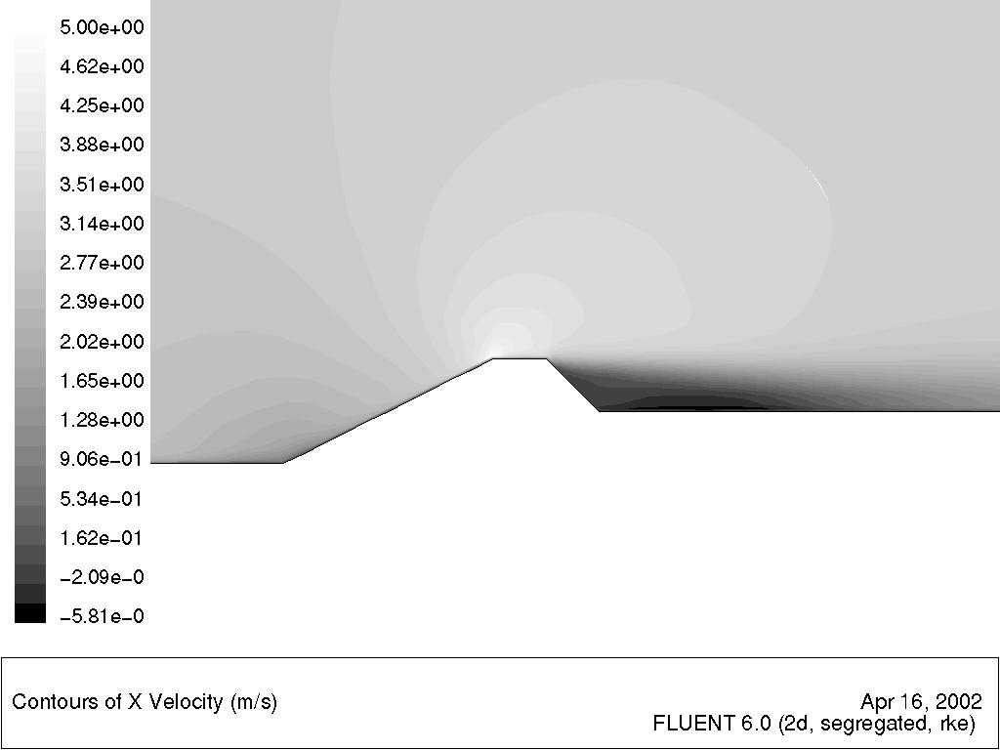 5.00e+00
4.62e+00
4.25e+00
3.88e+00
3.51e+00
3.14e+00
2.77e+00
2.39e+00
2.02e+00
1.65e+00
1.28e+00
9.06e−01
5.34e−01
1.62e−01
−2.09e−0
−5.81e−0
Contours of X Velocity (m/s)
Apr 16, 2002
FLUENT 6.0 (2d, segregated, rke)